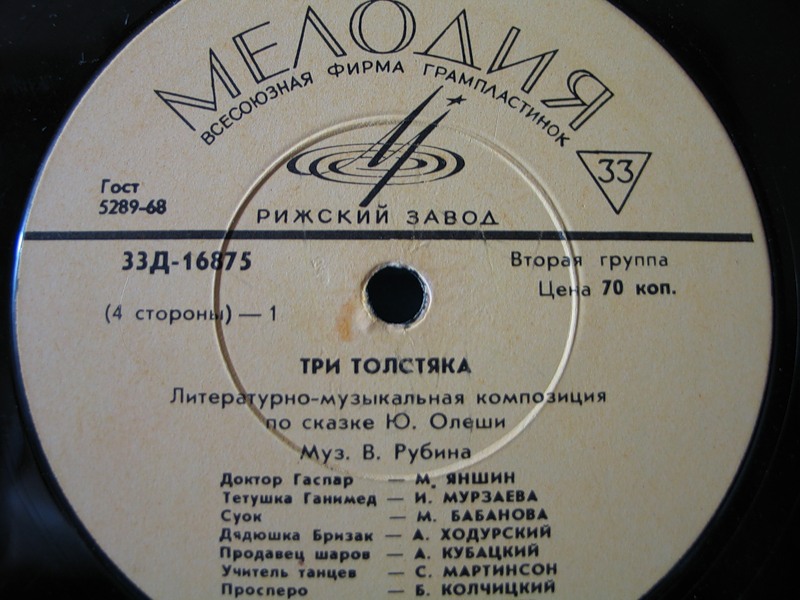 МЕЛОДИЯ
ВСЕСОЮЗНАЯ ФИРМА ГРАМПЛАСТИНОК
33
Гост
5289-68
РИЖСКИЙ ЗАВОД
33Д-16875
Вторая группа
Цена 70 коп.
(4 стороны) — 1
ТРИ ТОЛСТЯКА
Литературно-музыкальная композиция
по сказке Ю. Олеши
Муз. В. Рубина
Доктор Гаспар — М. ЯНШИН
Тетушка Ганимед — И. МУРЗАЕВА
Суок — М. БАБАНОВА
Дядюшка Бризак — А. ХОДУРСКИЙ
Продавец шаров — А. КУБАЦКИЙ
Учитель танцев — С. МАРТИНСОН
Просперо — Б. КОЛЧИЦКИЙ